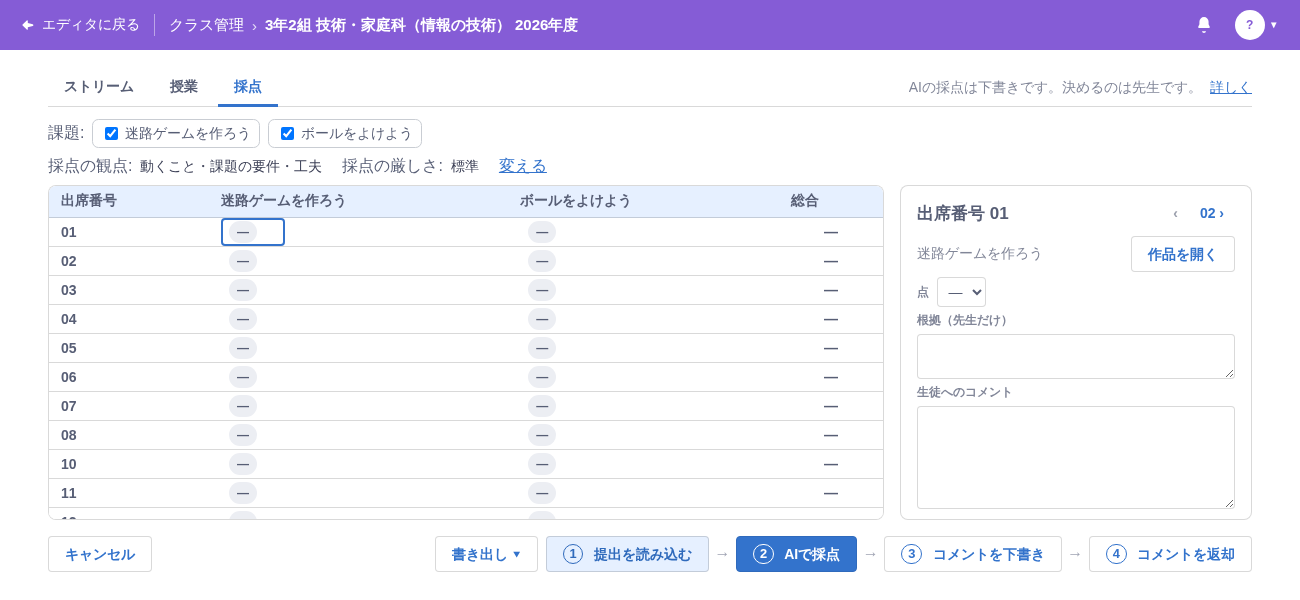 エディタに戻る クラス管理 › 3年2組 技術・家庭科（情報の技術） 2026年度 ?
ストリーム 授業 採点 AIの採点は下書きです。決めるのは先生です。 詳しく
課題: 迷路ゲームを作ろう ボールをよけよう
採点の観点: 動くこと・課題の要件・工夫 採点の厳しさ: 標準 変える
出席番号 迷路ゲームを作ろう ボールをよけよう 総合
01 — — —
02 — — —
03 — — —
04 — — —
05 — — —
06 — — —
07 — — —
08 — — —
10 — — —
11 — — —
出席番号 01 ‹ 02 ›
迷路ゲームを作ろう 作品を開く
点 —
根拠（先生だけ）
生徒へのコメント
キャンセル 書き出し ▾ 1 提出を読み込む → 2 AIで採点 → 3 コメントを下書き → 4 コメントを返却